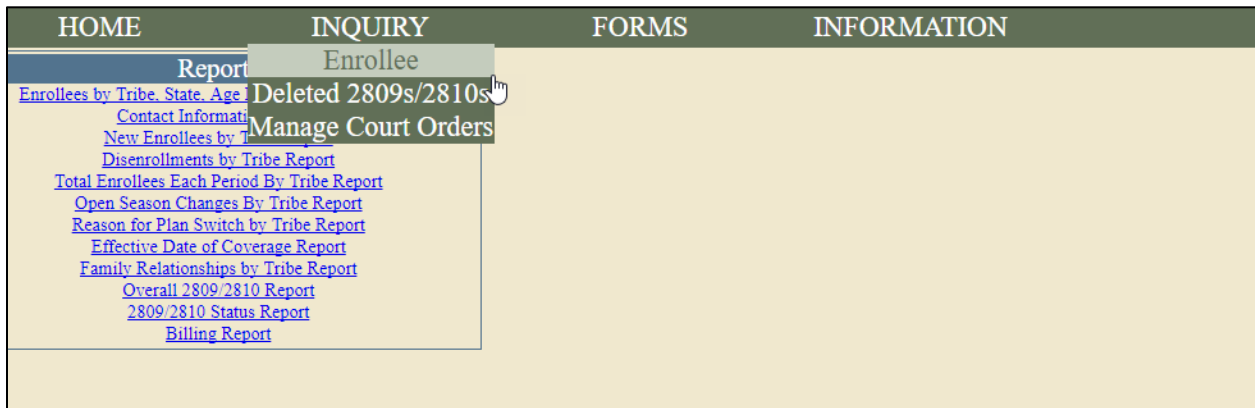 HOME INQUIRY FORMS INFORMATION
Enrollee
Deleted 2809s/2810s
Manage Court Orders
Report
Enrollees by Tribe, State, Age
Contact
New Enrollees by
Disenrollments by Tribe Report
Total Enrollees Each Period By Tribe Report
Open Season Changes By Tribe Report
Reason for Plan Switch by Tribe Report
Effective Date of Coverage Report
Family Relationships by Tribe Report
Overall 2809/2810 Report
2809/2810 Status Report
Billing Report